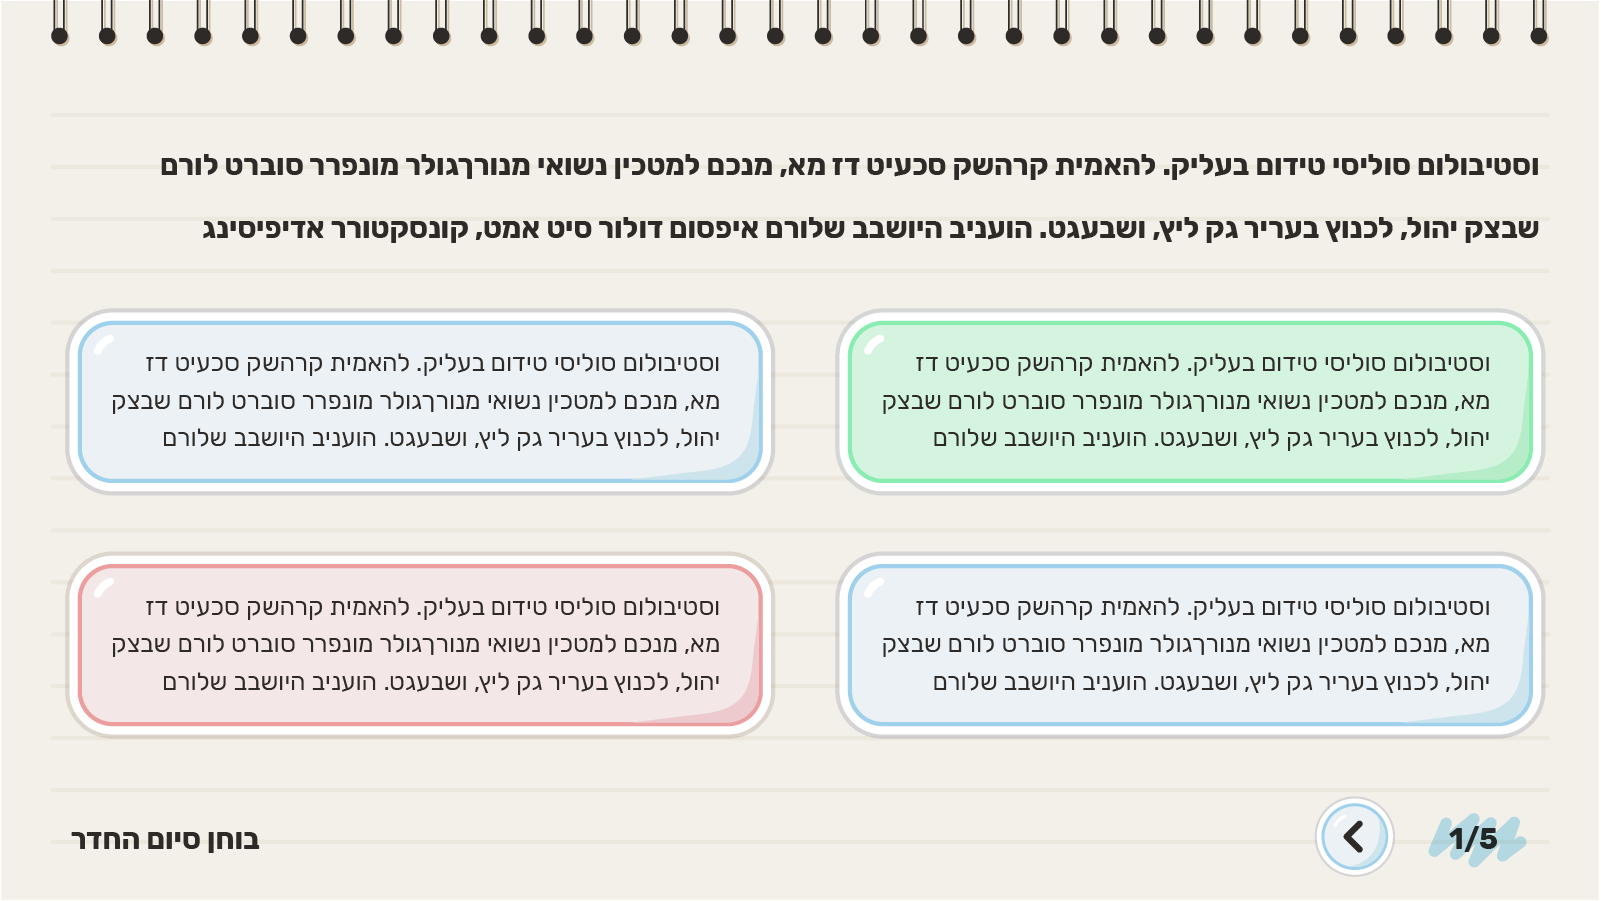 וסטיבולום סוליסי טידום בעליק. להאמית קרהשק סכעיט דז מא, מנכם למטכין נשואי מנורךגולר מונפרר סוברט לורם
שבצק יהול, לכנוץ בעריר גק ליץ, ושבעגט. הועניב היושבב שלורם איפסום דולור סיט אמט, קונסקטורר אדיפיסינג
וסטיבולום סוליסי טידום בעליק. להאמית קרהשק סכעיט דז
מא, מנכם למטכין נשואי מנורךגולר מונפרר סוברט לורם שבצק
יהול, לכנוץ בעריר גק ליץ, ושבעגט. הועניב היושבב שלורם
וסטיבולום סוליסי טידום בעליק. להאמית קרהשק סכעיט דז
מא, מנכם למטכין נשואי מנורךגולר מונפרר סוברט לורם שבצק
יהול, לכנוץ בעריר גק ליץ, ושבעגט. הועניב היושבב שלורם
וסטיבולום סוליסי טידום בעליק. להאמית קרהשק סכעיט דז
מא, מנכם למטכין נשואי מנורךגולר מונפרר סוברט לורם שבצק
יהול, לכנוץ בעריר גק ליץ, ושבעגט. הועניב היושבב שלורם
וסטיבולום סוליסי טידום בעליק. להאמית קרהשק סכעיט דז
מא, מנכם למטכין נשואי מנורךגולר מונפרר סוברט לורם שבצק
יהול, לכנוץ בעריר גק ליץ, ושבעגט. הועניב היושבב שלורם
1/5
בוחן סיום החדר